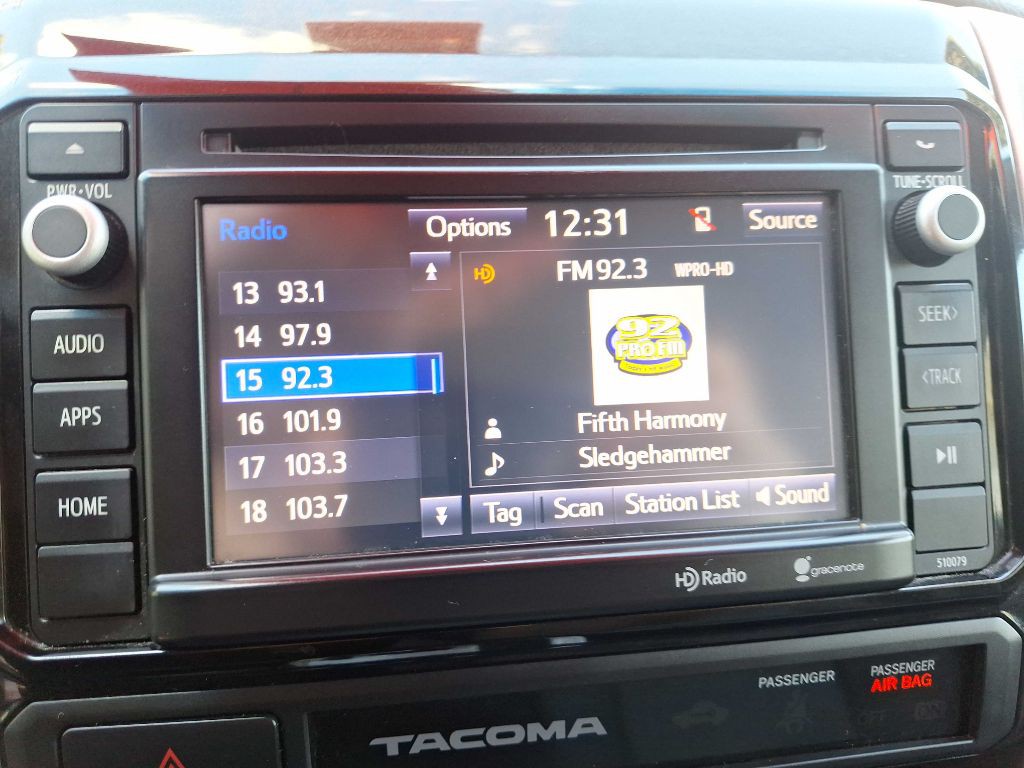 PWR•VOL
TUNE•SCROLL
Radio
Options
12:31
Source
13 93.1
14 97.9
15 92.3
16 101.9
17 103.3
18 103.7
HD
FM 92.3 WPRO-HD
92
PRO FM
Fifth Harmony
Sledgehammer
Tag
Scan
Station List
Sound
AUDIO
APPS
HOME
SEEK>
<TRACK
510079
HD Radio
gracenote
PASSENGER
PASSENGER
AIR BAG
OFF
TACOMA